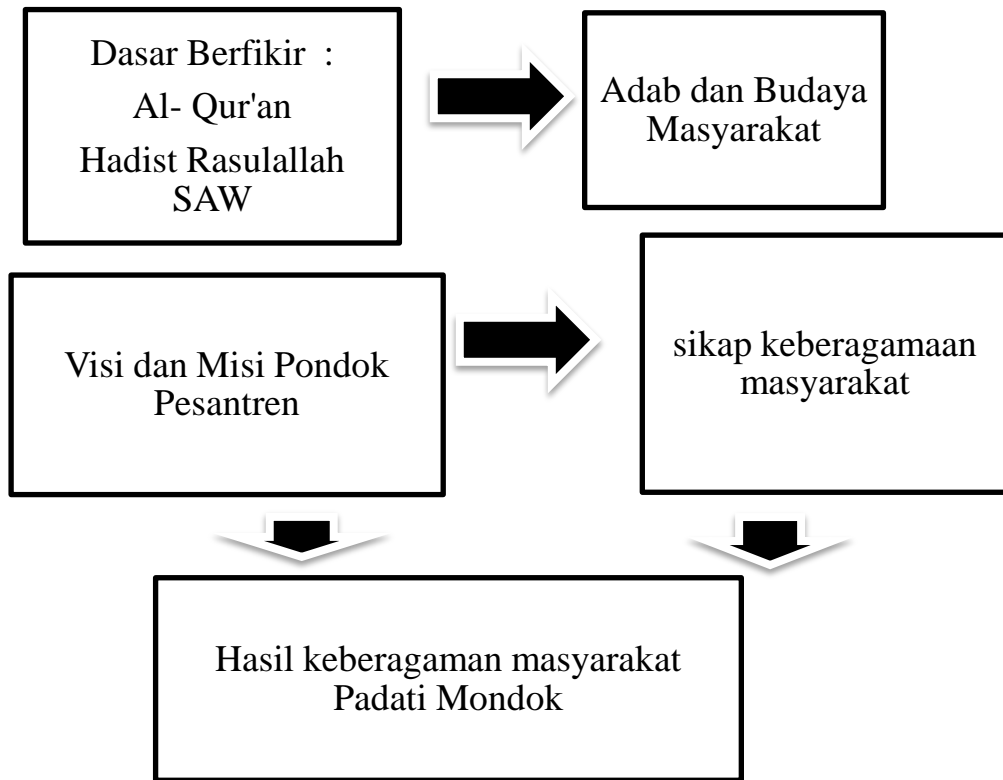 Dasar Berfikir :
Al- Qur'an
Hadist Rasulallah
SAW
Adab dan Budaya
Masyarakat
Visi dan Misi Pondok
Pesantren
sikap keberagamaan
masyarakat
Hasil keberagaman masyarakat
Padati Mondok